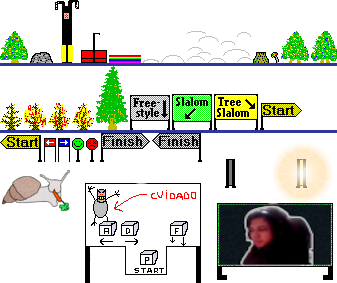 Free-
style
Slalom
Tree
Slalom
Start
Start
Finish
Finish
CUIDADO
A D F
P
START